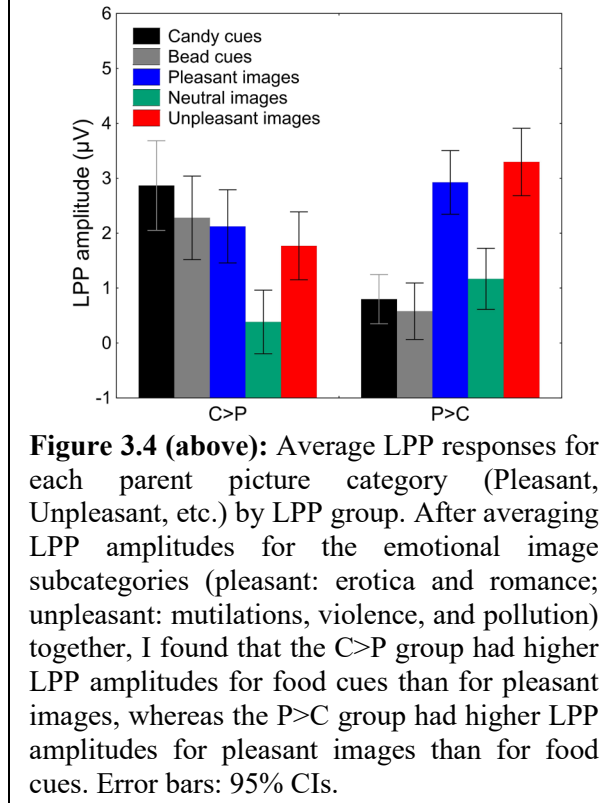 6
5
4
3
2
1
0
-1
LPP amplitude (µV)
Candy cues
Bead cues
Pleasant images
Neutral images
Unpleasant images
C>P P>C
Figure 3.4 (above): Average LPP responses for
each parent picture category (Pleasant,
Unpleasant, etc.) by LPP group. After averaging
LPP amplitudes for the emotional image
subcategories (pleasant: erotica and romance;
unpleasant: mutilations, violence, and pollution)
together, I found that the C>P group had higher
LPP amplitudes for food cues than for pleasant
images, whereas the P>C group had higher LPP
amplitudes for pleasant images than for food
cues. Error bars: 95% CIs.